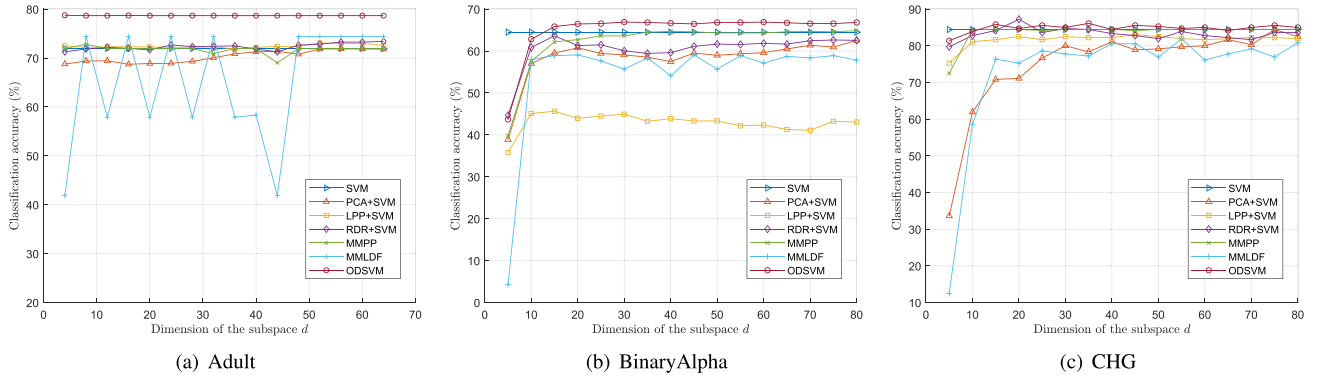 80
70
60
50
40
30
20
0
10
20
30
40
50
60
70
Classification accuracy (%)
Dimension of the subspace d
SVM
PCA+SVM
LPP+SVM
RDR+SVM
MMPP
MMLDF
ODSVM
(a) Adult
70
60
50
40
30
20
10
0
0
10
20
30
40
50
60
70
80
Classification accuracy (%)
Dimension of the subspace d
SVM
PCA+SVM
LPP+SVM
RDR+SVM
MMPP
MMLDF
ODSVM
(b) BinaryAlpha
90
80
70
60
50
40
30
20
10
0
10
20
30
40
50
60
70
80
Classification accuracy (%)
Dimension of the subspace d
SVM
PCA+SVM
LPP+SVM
RDR+SVM
MMPP
MMLDF
ODSVM
(c) CHG